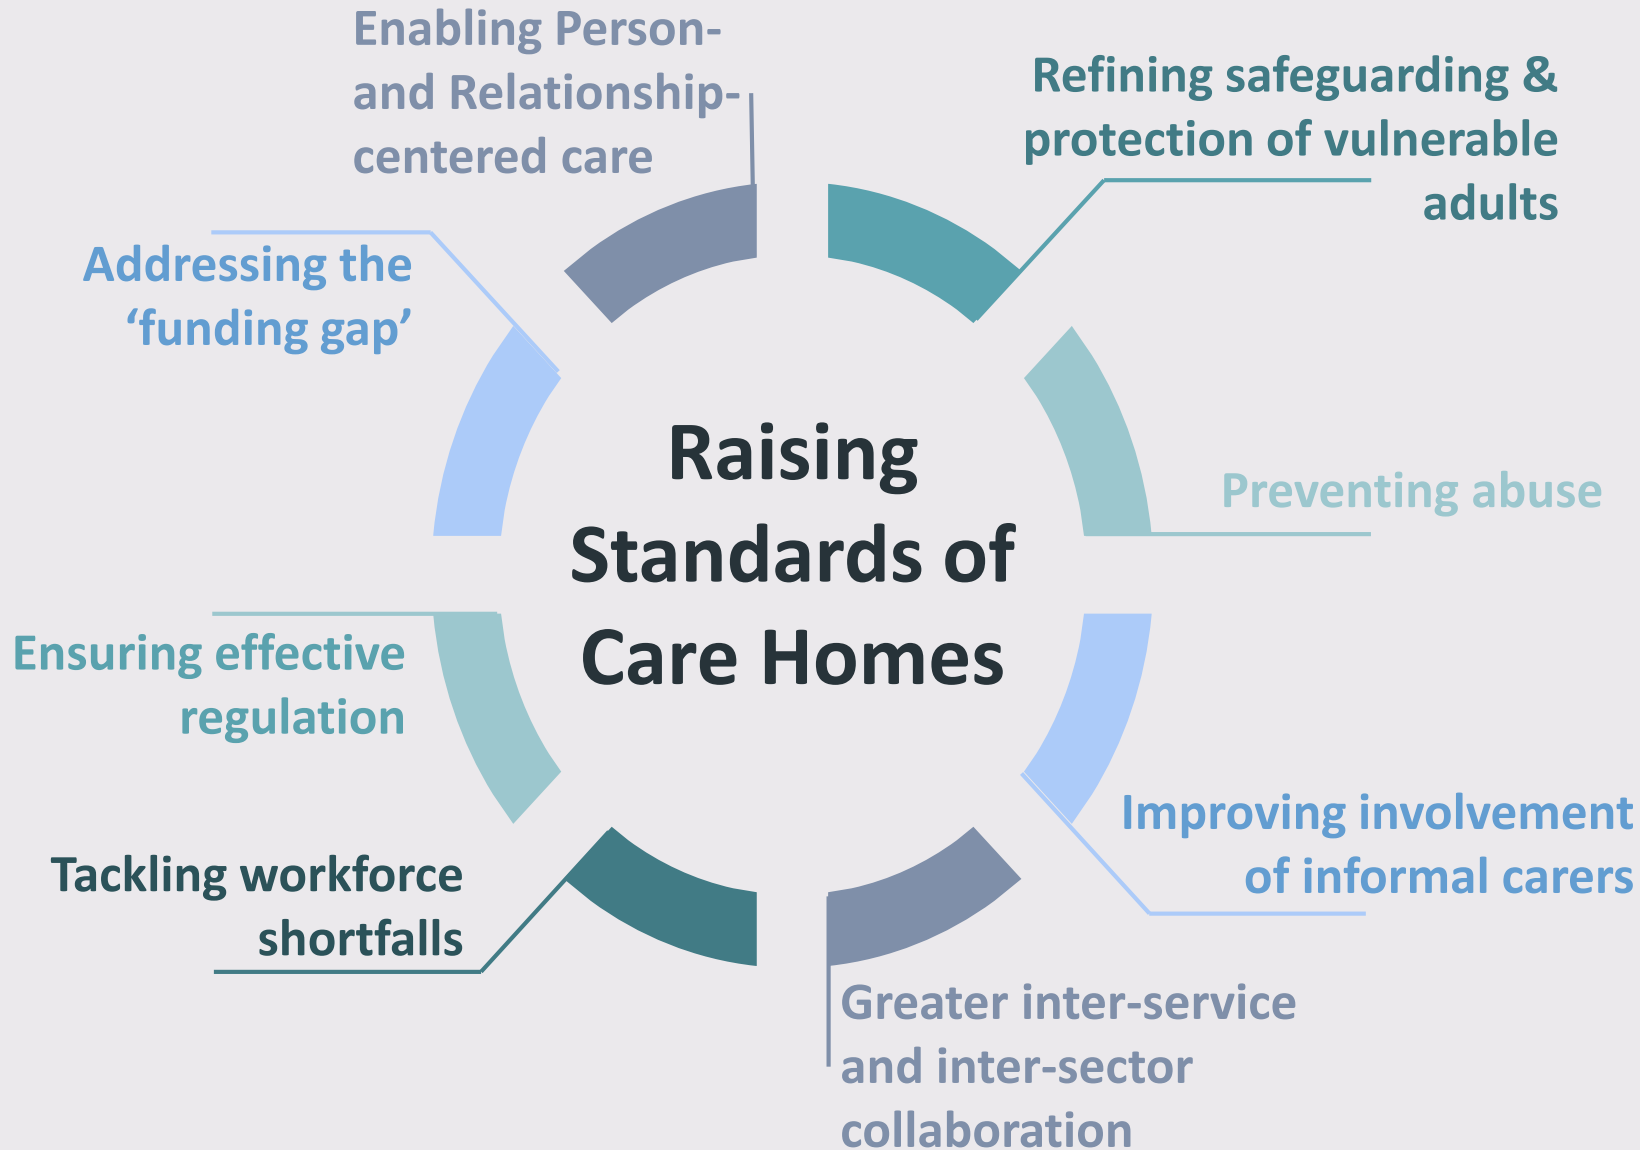 Enabling Person-
and Relationship-
centered care
Refining safeguarding &
protection of vulnerable
adults
Addressing the
‘funding gap’
Raising
Standards of
Care Homes
Preventing abuse
Ensuring effective
regulation
Improving involvement
of informal carers
Tackling workforce
shortfalls
Greater inter-service
and inter-sector
collaboration